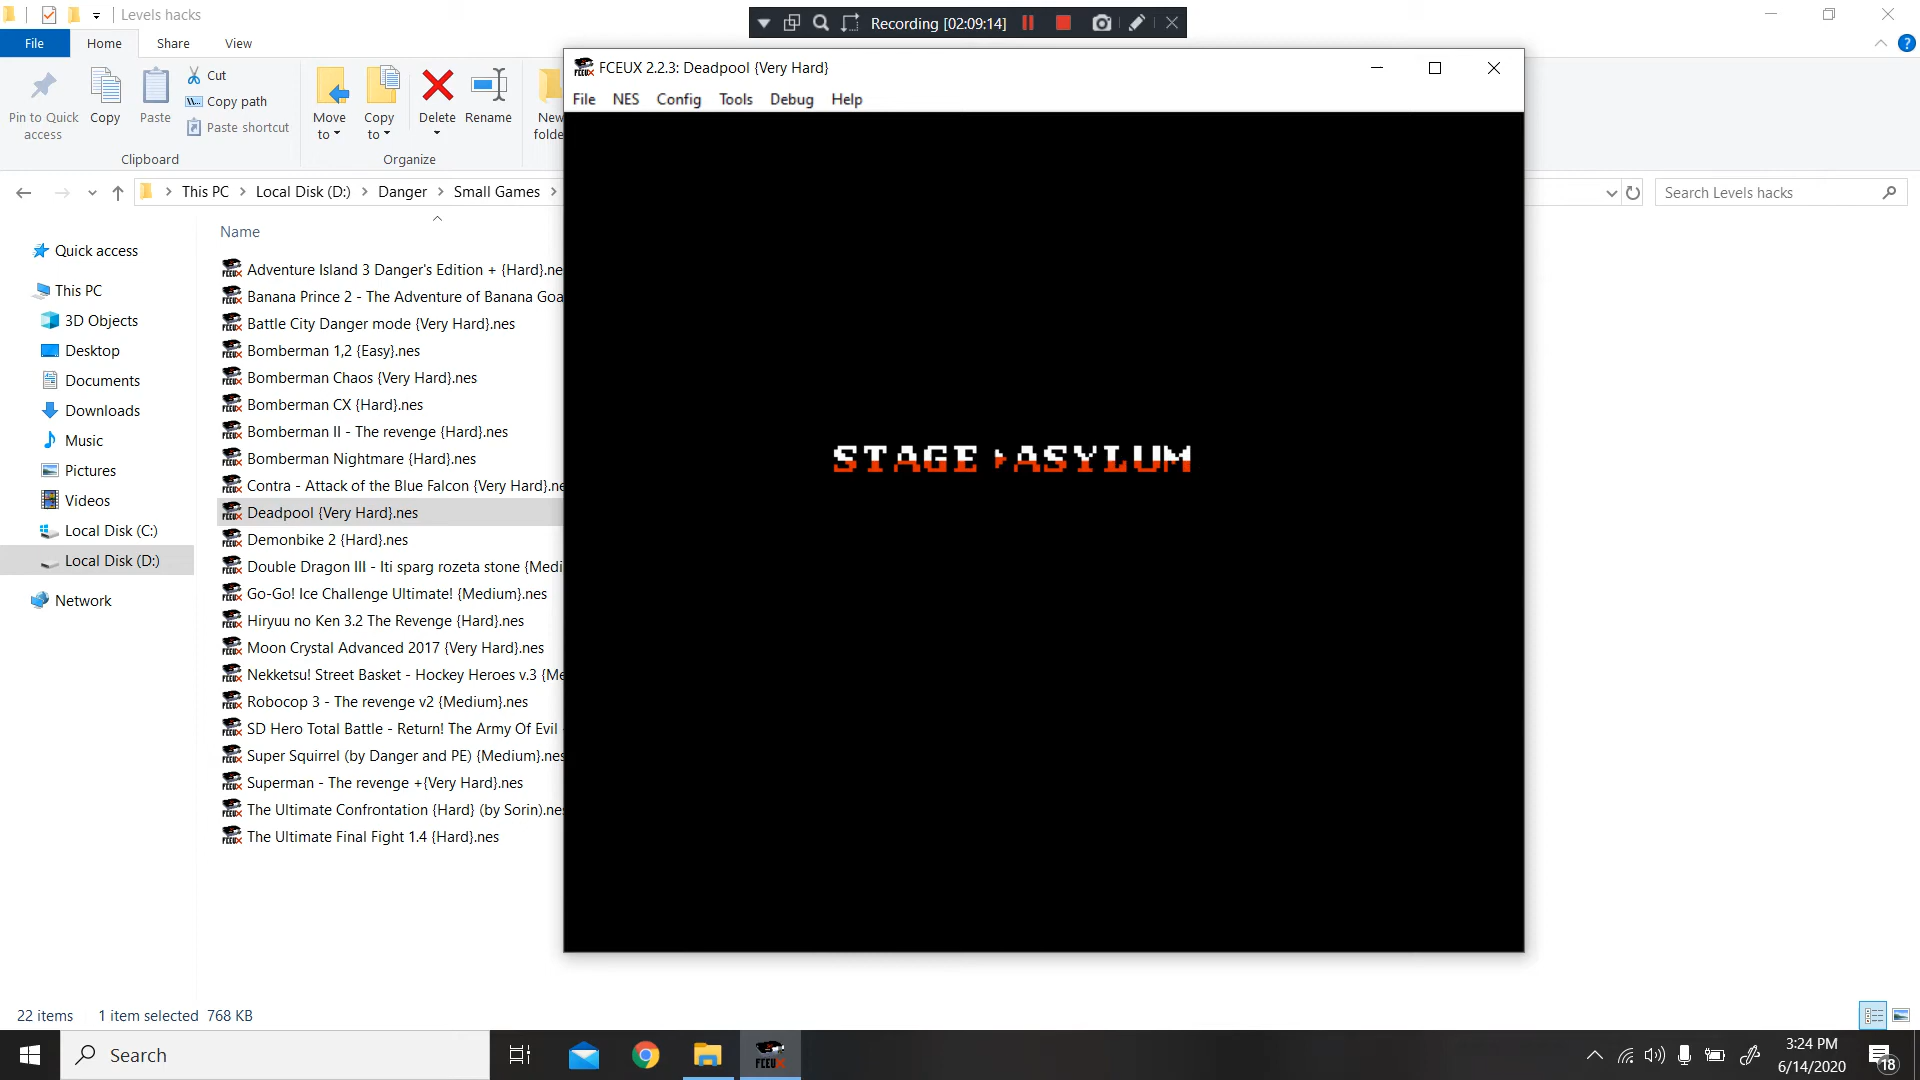 Levels hacks
Recording [02:09:14]
File
Home
Share
View
Pin to Quick access
Copy
Paste
Cut
Copy path
Paste shortcut
Clipboard
Move to
Copy to
Delete
Rename
Organize
New
folde
FCEUX 2.2.3: Deadpool {Very Hard}
File NES Config Tools Debug Help
This PC > Local Disk (D:) > Danger > Small Games >
Search Levels hacks
Name
Quick access
This PC
3D Objects
Desktop
Documents
Downloads
Music
Pictures
Videos
Local Disk (C:)
Local Disk (D:)
Network
Adventure Island 3 Danger's Edition + {Hard}.ne
Banana Prince 2 - The Adventure of Banana Goa
Battle City Danger mode {Very Hard}.nes
Bomberman 1,2 {Easy}.nes
Bomberman Chaos {Very Hard}.nes
Bomberman CX {Hard}.nes
Bomberman II - The revenge {Hard}.nes
Bomberman Nightmare {Hard}.nes
Contra - Attack of the Blue Falcon {Very Hard}.ne
Deadpool {Very Hard}.nes
Demonbike 2 {Hard}.nes
Double Dragon III - Iti sparg rozeta stone {Medi
Go-Go! Ice Challenge Ultimate! {Medium}.nes
Hiryuu no Ken 3.2 The Revenge {Hard}.nes
Moon Crystal Advanced 2017 {Very Hard}.nes
Nekketsu! Street Basket - Hockey Heroes v.3 {Me
Robocop 3 - The revenge v2 {Medium}.nes
SD Hero Total Battle - Return! The Army Of Evil
Super Squirrel (by Danger and PE) {Medium}.nes
Superman - The revenge +{Very Hard}.nes
The Ultimate Confrontation {Hard} (by Sorin).nes
The Ultimate Final Fight 1.4 {Hard}.nes
STAGE ▸ASYLUM
22 items 1 item selected 768 KB
Search
FCEUX
3:24 PM
6/14/2020
18